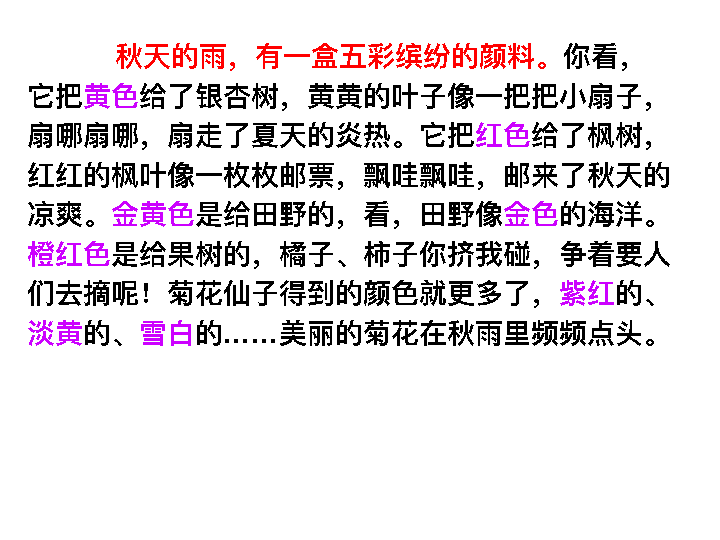 秋天的雨，有一盒五彩缤纷的颜料。你看，
它把黄色给了银杏树，黄黄的叶子像一把把小扇子，
扇哪扇哪，扇走了夏天的炎热。它把红色给了枫树，
红红的枫叶像一枚枚邮票，飘哇飘哇，邮来了秋天的
凉爽。金黄色是给田野的，看，田野像金色的海洋。
橙红色是给果树的，橘子、柿子你挤我碰，争着要人
们去摘呢！菊花仙子得到的颜色就更多了，紫红的、
淡黄的、雪白的……美丽的菊花在秋雨里频频点头。